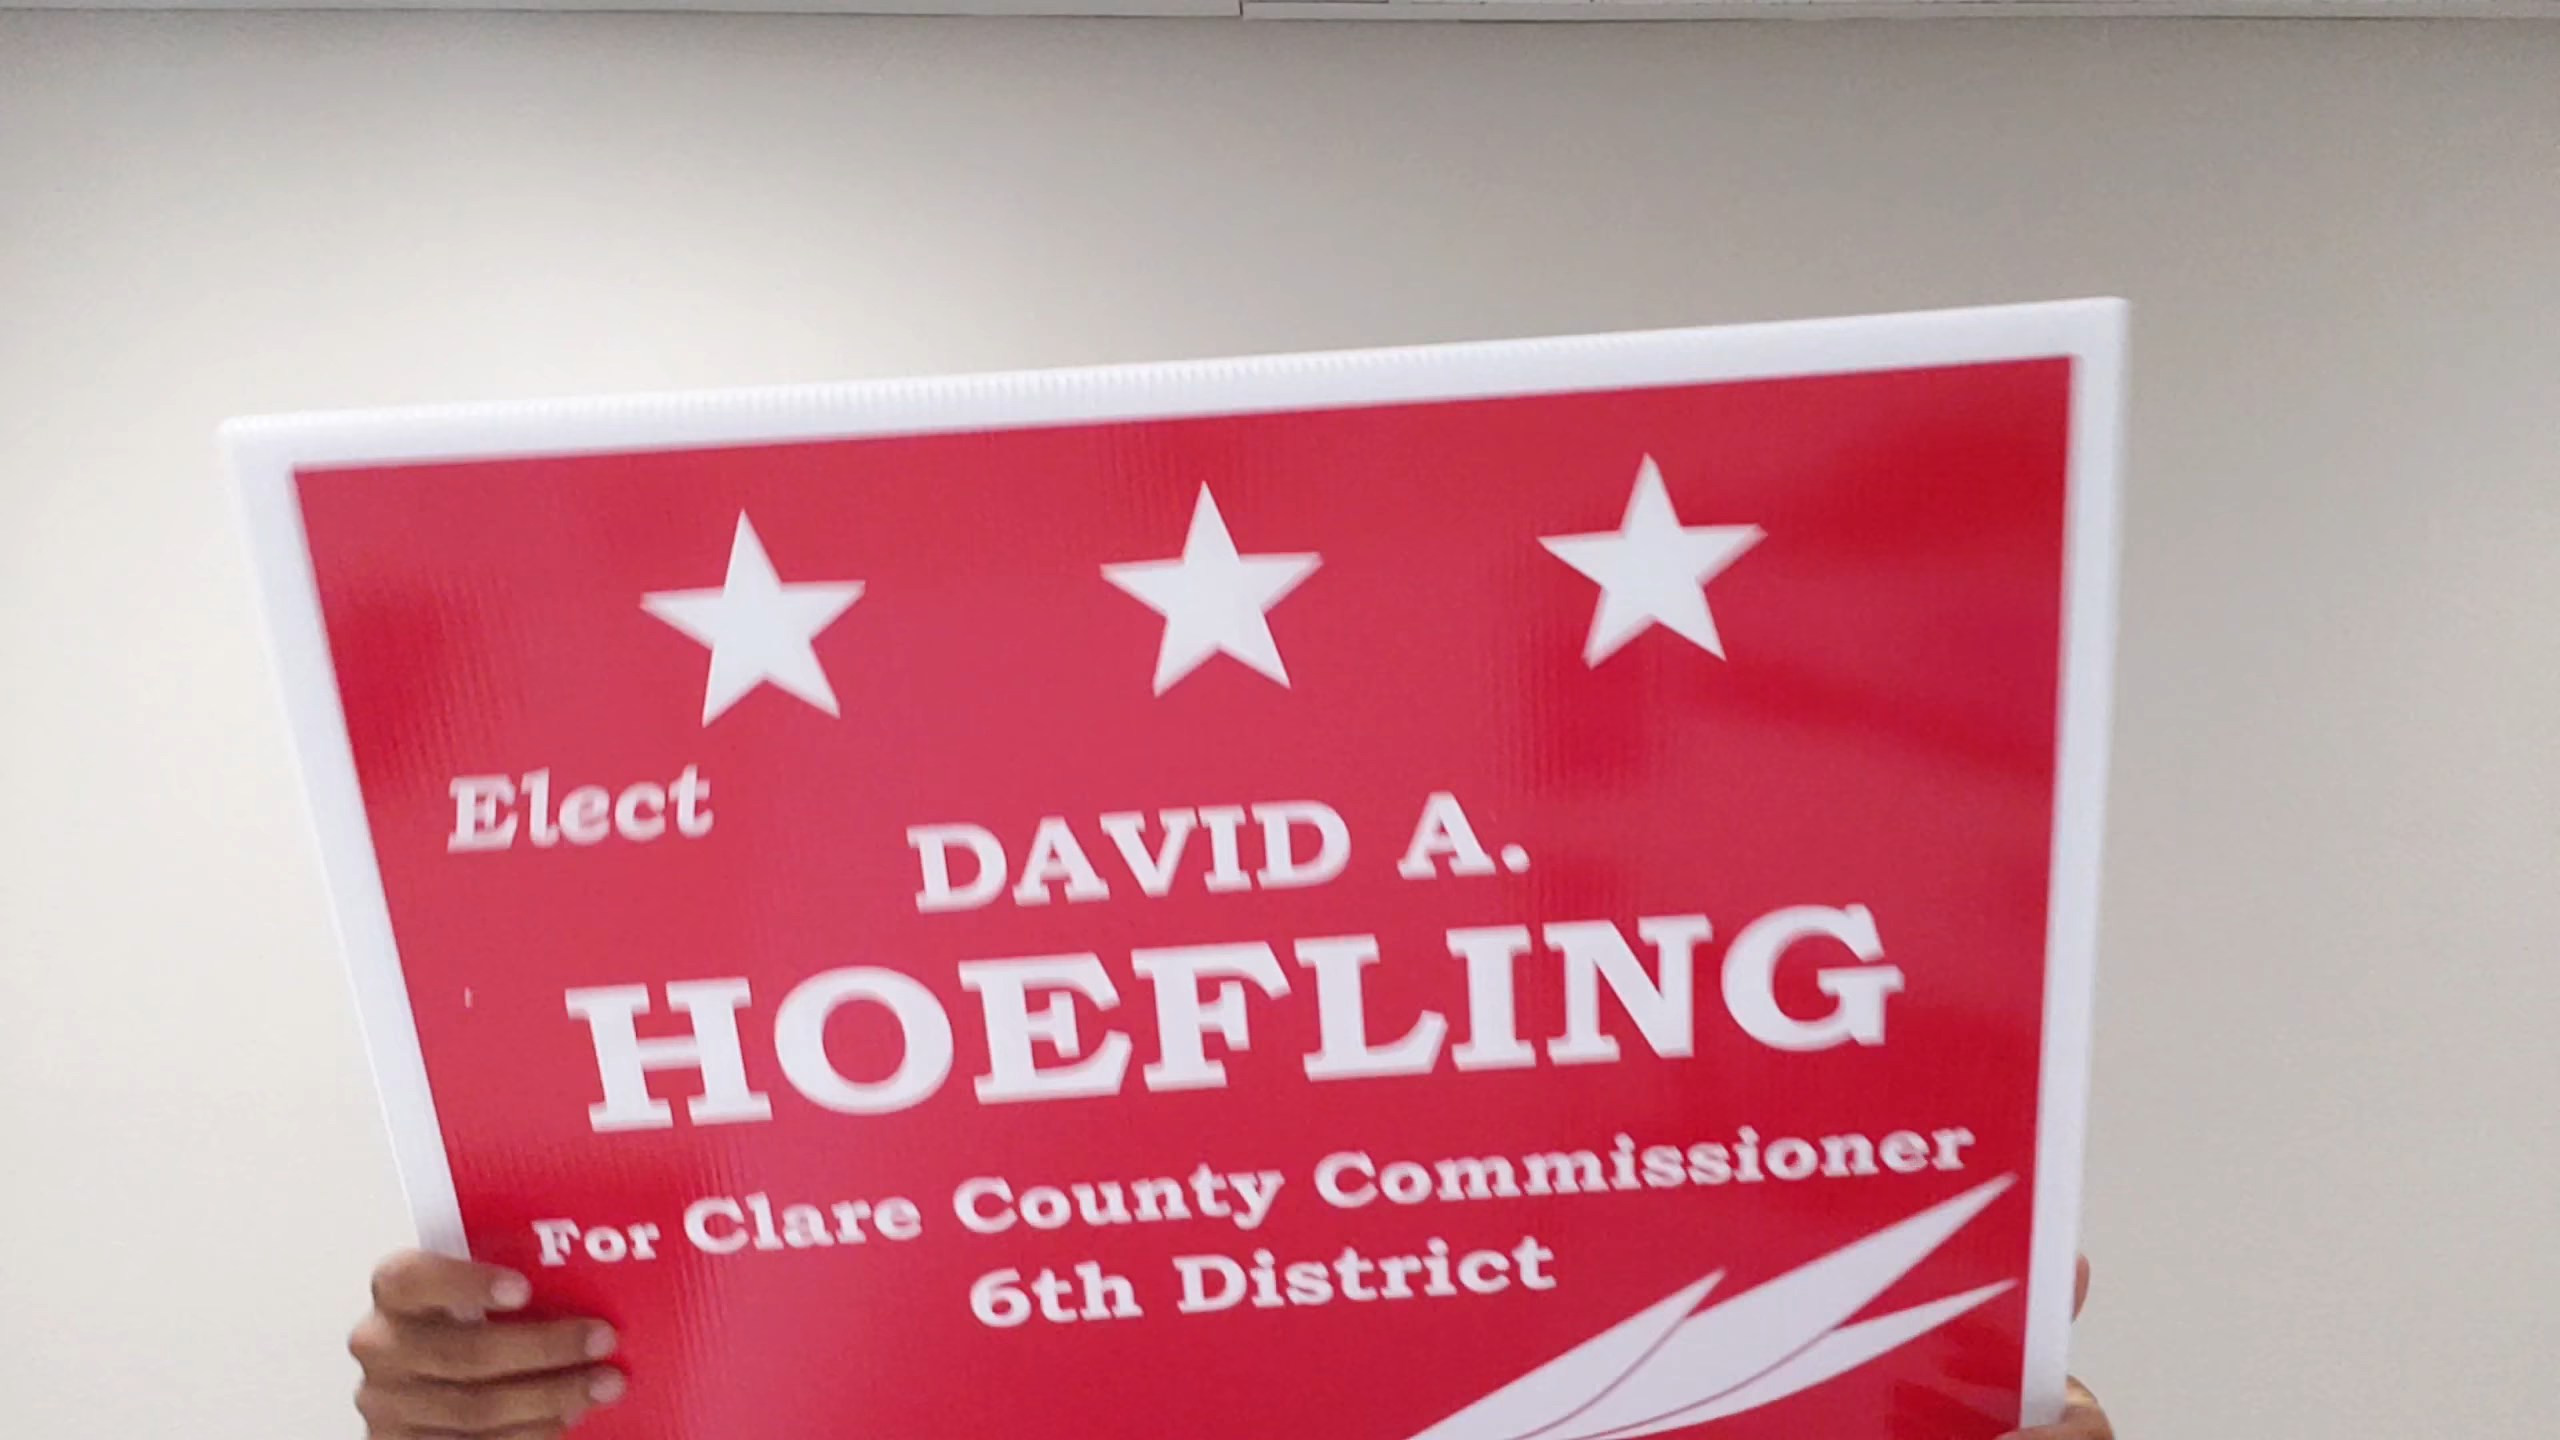 Elect
DAVID A.
HOEFLING
For Clare County Commissioner
6th District